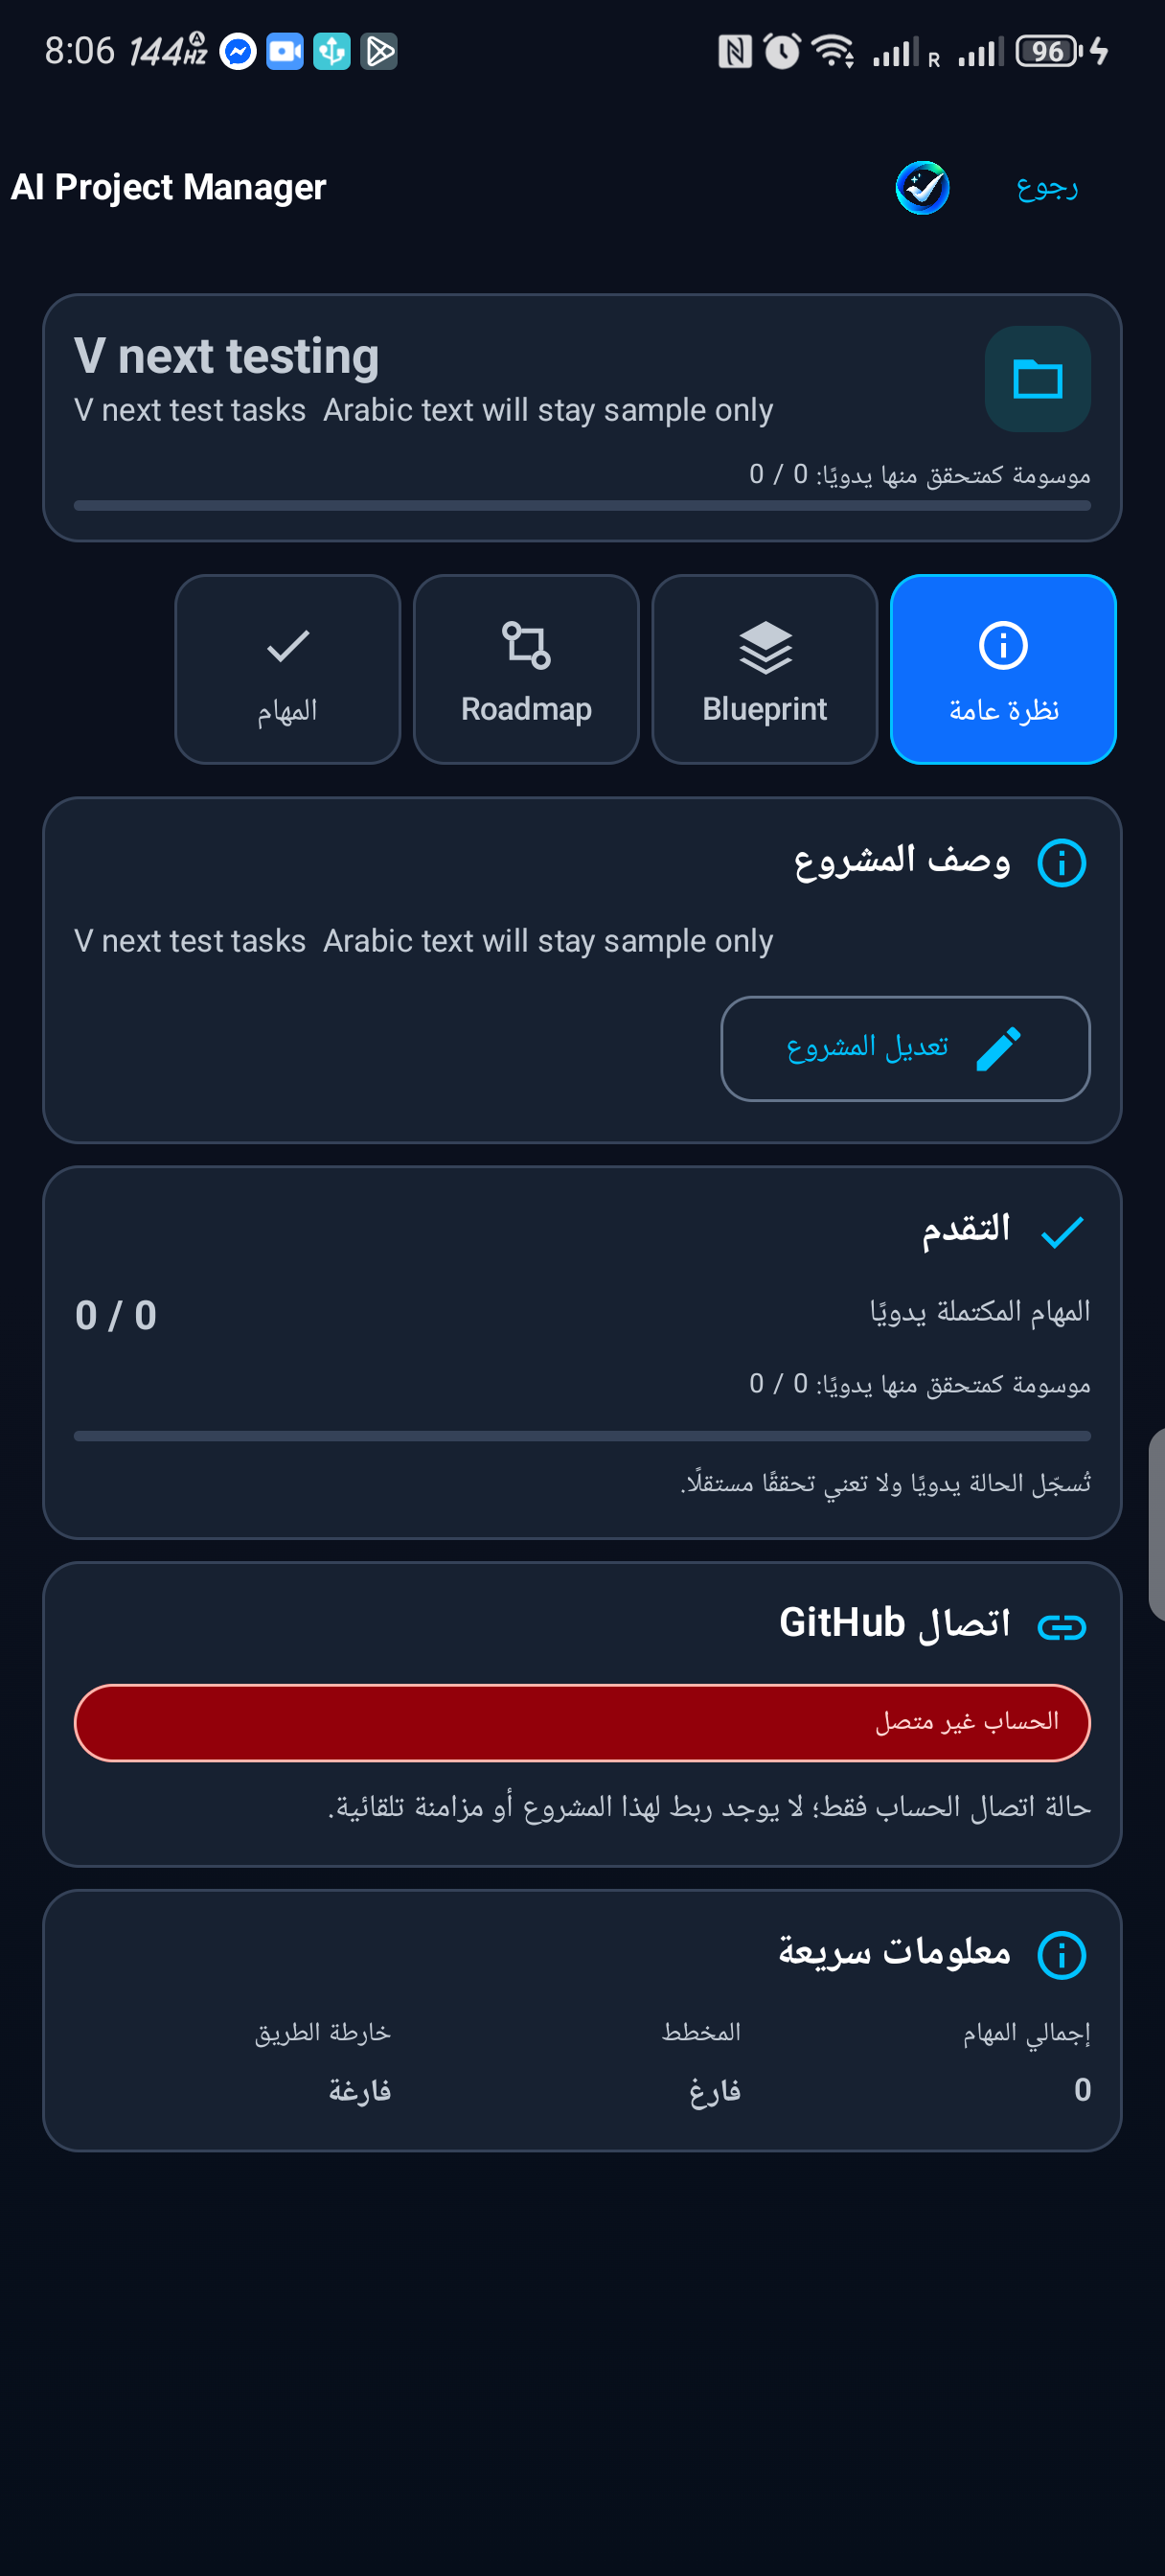 8:06 144HZ A R 96
AI Project Manager رجوع
V next testing
V next test tasks  Arabic text will stay sample only
موسومة كمتحقق منها يدويًا: 0 / 0
نظرة عامة
Blueprint
Roadmap
المهام
وصف المشروع
V next test tasks  Arabic text will stay sample only
تعديل المشروع
التقدم
المهام المكتملة يدويًا 0 / 0
موسومة كمتحقق منها يدويًا: 0 / 0
تُسجّل الحالة يدويًا ولا تعني تحققًا مستقلًا.
اتصال GitHub
الحساب غير متصل
حالة اتصال الحساب فقط؛ لا يوجد ربط لهذا المشروع أو مزامنة تلقائية.
معلومات سريعة
إجمالي المهام المخطط خارطة الطريق
0 فارغ فارغة